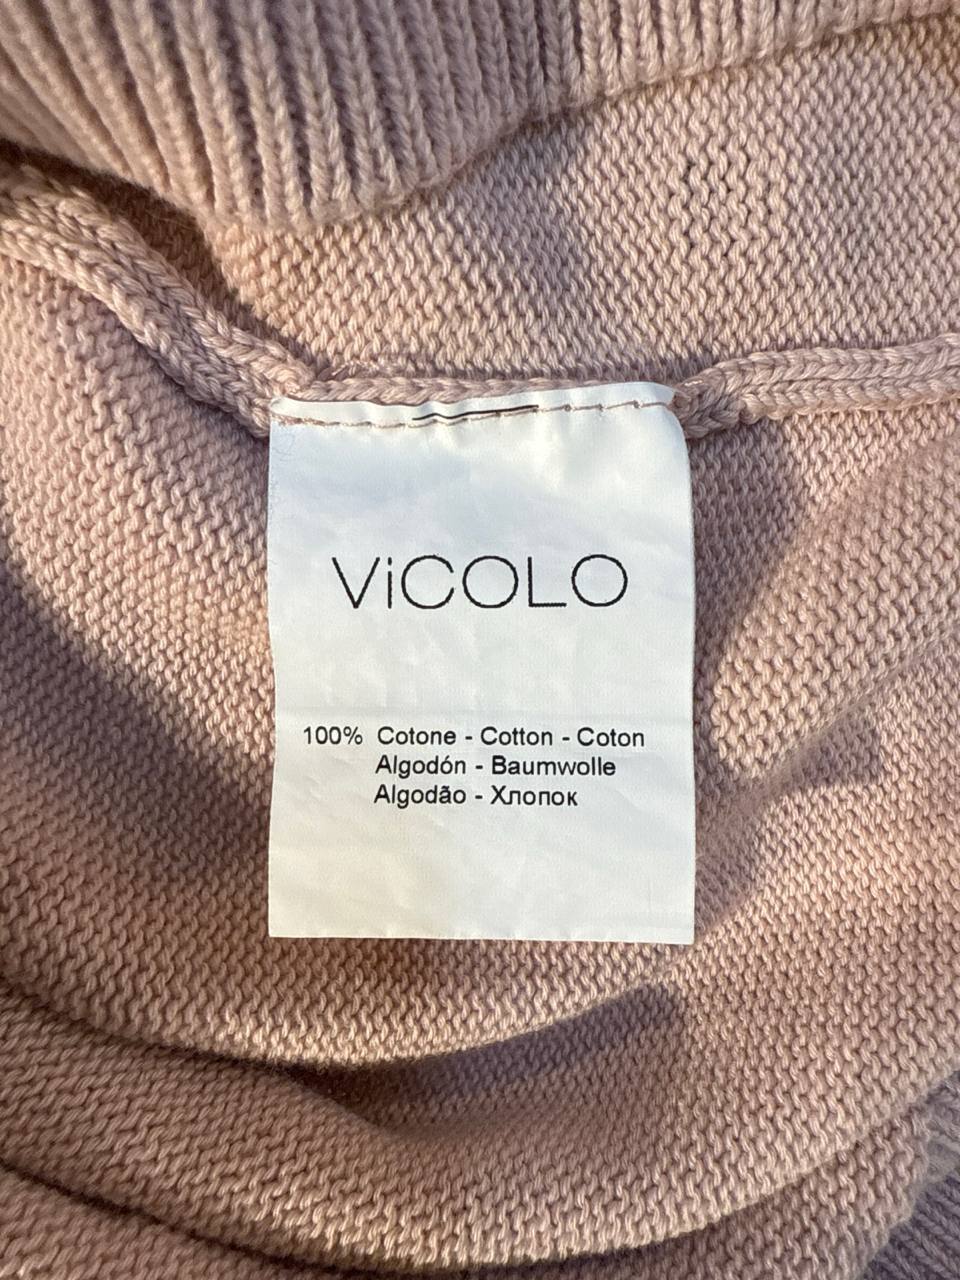 ViCOLO
100% Cotone - Cotton - Coton
Algodón - Baumwolle
Algodão - Хлопок